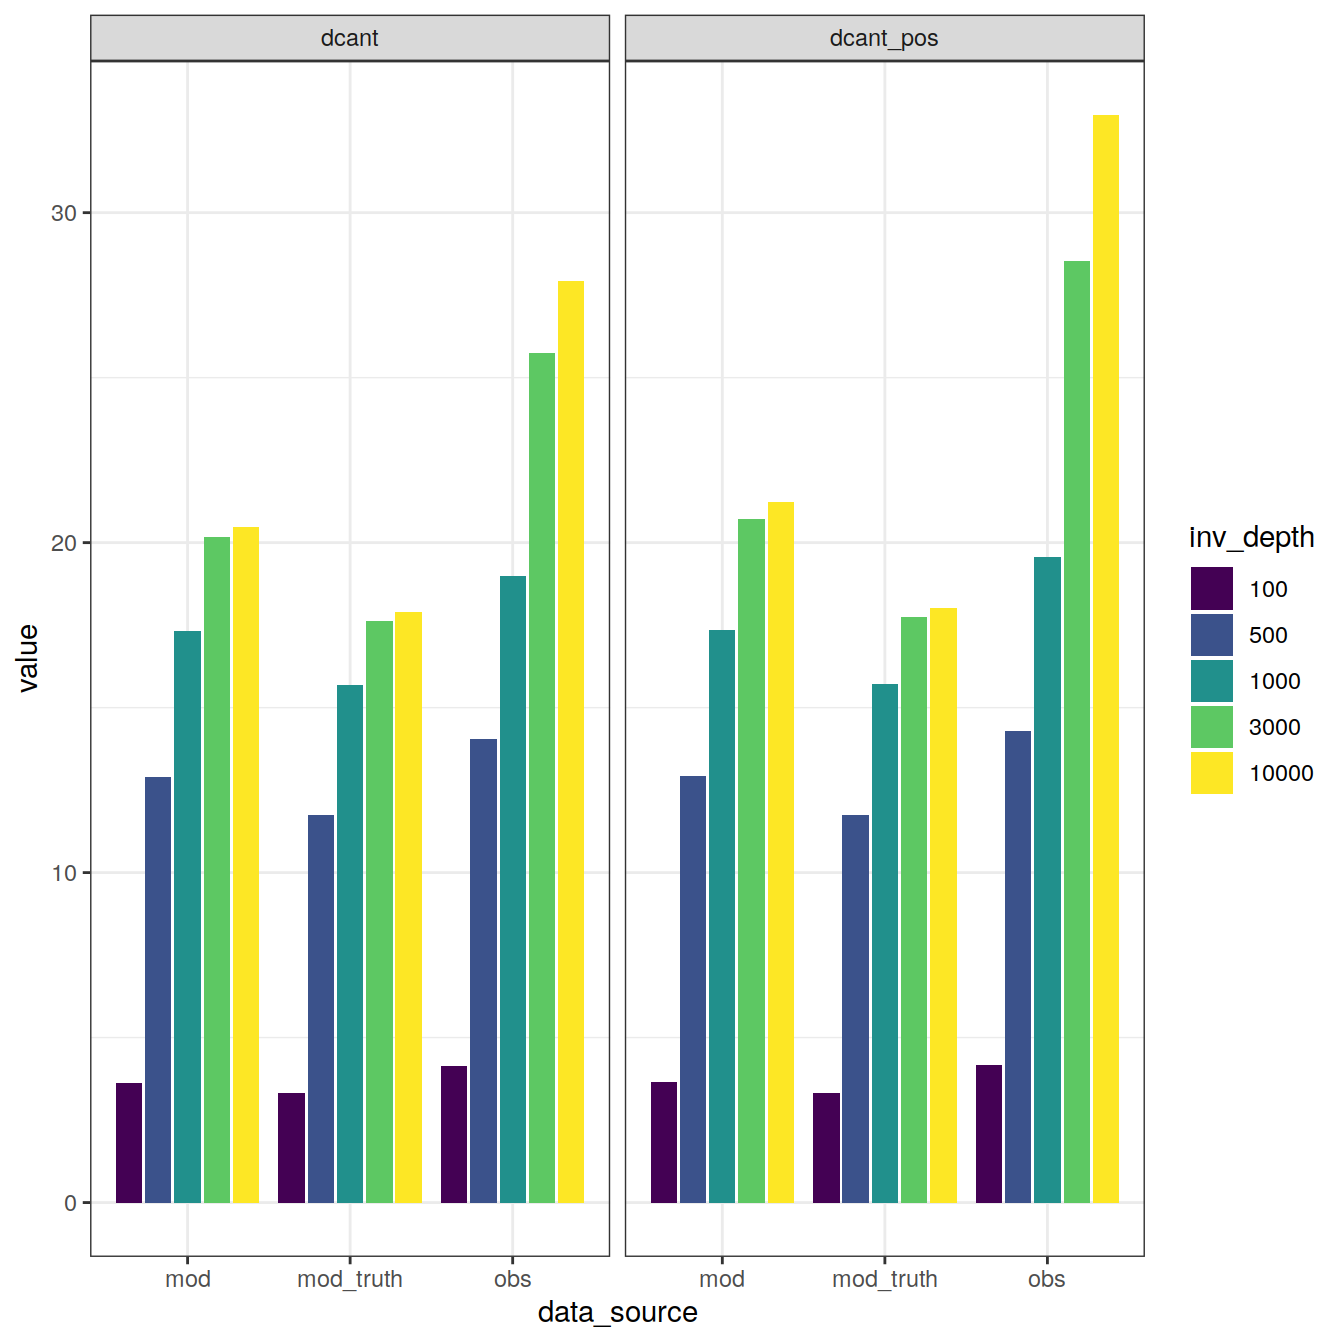 dcant
dcant_pos
30
20
10
0
value
mod
mod_truth
obs
mod
mod_truth
obs
data_source
inv_depth
100
500
1000
3000
10000